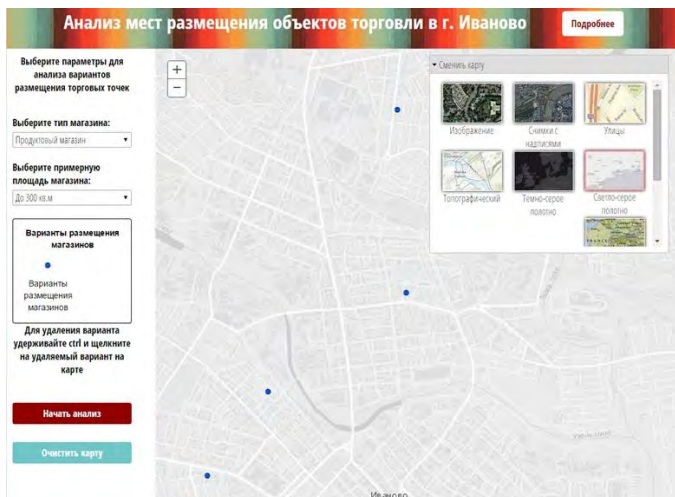 Анализ мест размещения объектов торговли в г. Иваново
Подробнее
Выберите параметры для
анализа вариантов
размещения торговых точек
Выберите тип магазина:
Продуктовый магазин
Выберите примерную
площадь магазина:
До 300 кв.м
Варианты размещения
магазинов
Варианты
размещения
магазинов
Для удаления варианта
удерживайте ctrl и щелкните
на удаляемый вариант на
карте
Начать анализ
Очистить карту
+
−
Сменить карту
Изображение
Снимки с
надписями
Улицы
Топографический
Темно-серое
полотно
Светло-серое
полотно
Иваново